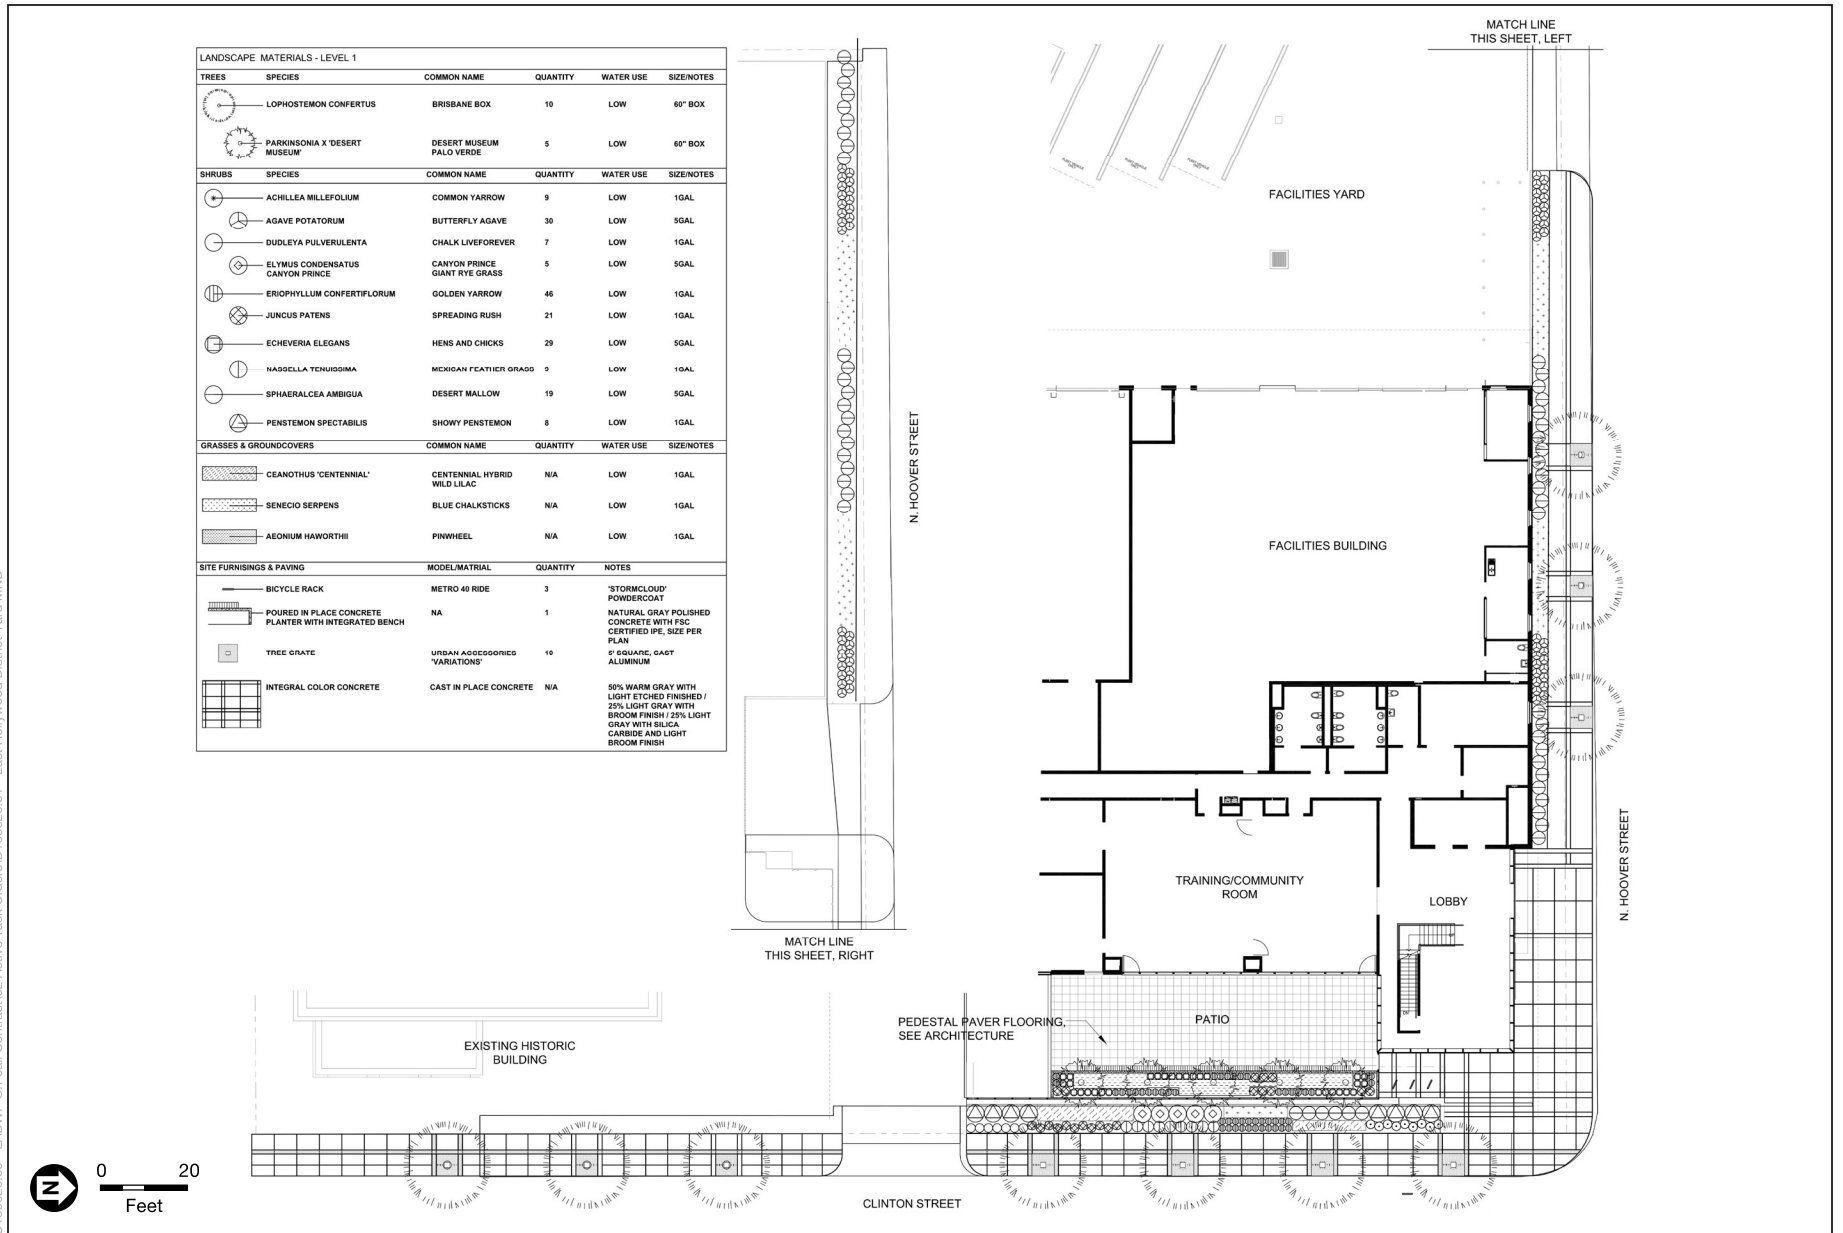 LANDSCAPE MATERIALS - LEVEL 1
TREES SPECIES COMMON NAME QUANTITY WATER USE SIZE/NOTES
LOPHOSTEMON CONFERTUS BRISBANE BOX 10 LOW 60" BOX
PARKINSONIA X 'DESERT DESERT MUSEUM 5 LOW 60" BOX
MUSEUM' PALO VERDE
SHRUBS SPECIES COMMON NAME QUANTITY WATER USE SIZE/NOTES
ACHILLEA MILLEFOLIUM COMMON YARROW 9 LOW 1GAL
AGAVE POTATORUM BUTTERFLY AGAVE 30 LOW 5GAL
DUDLEYA PULVERULENTA CHALK LIVEFOREVER 7 LOW 1GAL
ELYMUS CONDENSATUS CANYON PRINCE 5 LOW 5GAL
CANYON PRINCE GIANT RYE GRASS
ERIOPHYLLUM CONFERTIFLORUM GOLDEN YARROW 46 LOW 1GAL
JUNCUS PATENS SPREADING RUSH 21 LOW 1GAL
ECHEVERIA ELEGANS HENS AND CHICKS 29 LOW 5GAL
NASSELLA TENUISSIMA MEXICAN FEATHER GRASS 9 LOW 1GAL
SPHAERALCEA AMBIGUA DESERT MALLOW 19 LOW 5GAL
PENSTEMON SPECTABILIS SHOWY PENSTEMON 8 LOW 1GAL
GRASSES & GROUNDCOVERS COMMON NAME QUANTITY WATER USE SIZE/NOTES
CEANOTHUS 'CENTENNIAL' CENTENNIAL HYBRID N/A LOW 1GAL
WILD LILAC
SENECIO SERPENS BLUE CHALKSTICKS N/A LOW 1GAL
AEONIUM HAWORTHII PINWHEEL N/A LOW 1GAL
SITE FURNISINGS & PAVING MODEL/MATRIAL QUANTITY NOTES
BICYCLE RACK METRO 40 RIDE 3 'STORMCLOUD'
POWDERCOAT
POURED IN PLACE CONCRETE NA 1 NATURAL GRAY POLISHED
PLANTER WITH INTEGRATED BENCH CONCRETE WITH FSC
CERTIFIED IPE, SIZE PER
PLAN
TREE GRATE URBAN ACCESSORIES 10 5' SQUARE, CAST
'VARIATIONS' ALUMINUM
INTEGRAL COLOR CONCRETE CAST IN PLACE CONCRETE N/A 50% WARM GRAY WITH
LIGHT ETCHED FINISHED /
25% LIGHT GRAY WITH
BROOM FINISH / 25% LIGHT
GRAY WITH SILICA
CARBIDE AND LIGHT
BROOM FINISH
N. HOOVER STREET
MATCH LINE
THIS SHEET, RIGHT
MATCH LINE
THIS SHEET, LEFT
FACILITIES YARD
FACILITIES BUILDING
TRAINING/COMMUNITY
ROOM
LOBBY
N. HOOVER STREET
PATIO
PEDESTAL PAVER FLOORING,
SEE ARCHITECTURE
EXISTING HISTORIC
BUILDING
CLINTON STREET
N
0 20
Feet